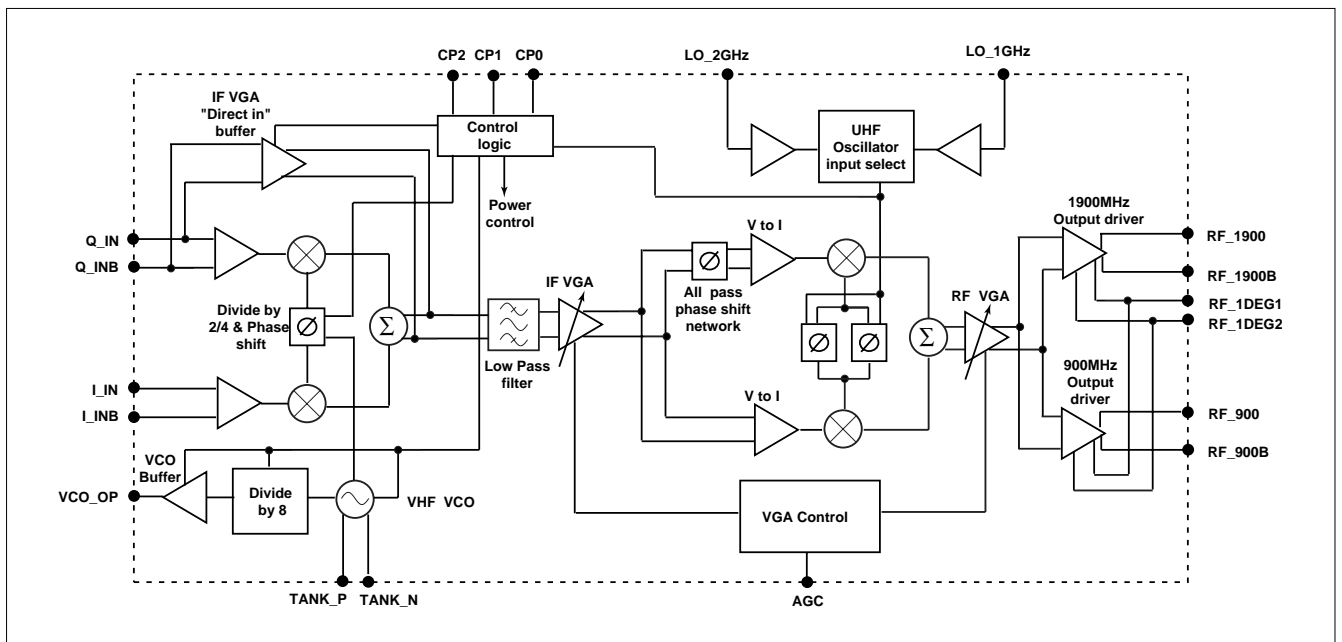 CP2 CP1 CP0
LO_2GHz
LO_1GHz
IF VGA
"Direct in"
buffer
Control
logic
UHF
Oscillator
input select
Power
control
1900MHz
Output driver
Q_IN
Q_INB
V to I
RF_1900
RF_1900B
RF_1DEG1
RF_1DEG2
Divide by
2/4 & Phase
shift
Ø
Σ
IF VGA
Ø
All pass
phase shift
network
Ø
Ø
Σ
RF VGA
Low Pass
filter
I_IN
I_INB
V to I
900MHz
Output
driver
RF_900
RF_900B
VCO
Buffer
VCO_OP
Divide
by 8
VHF VCO
VGA Control
TANK_P
TANK_N
AGC